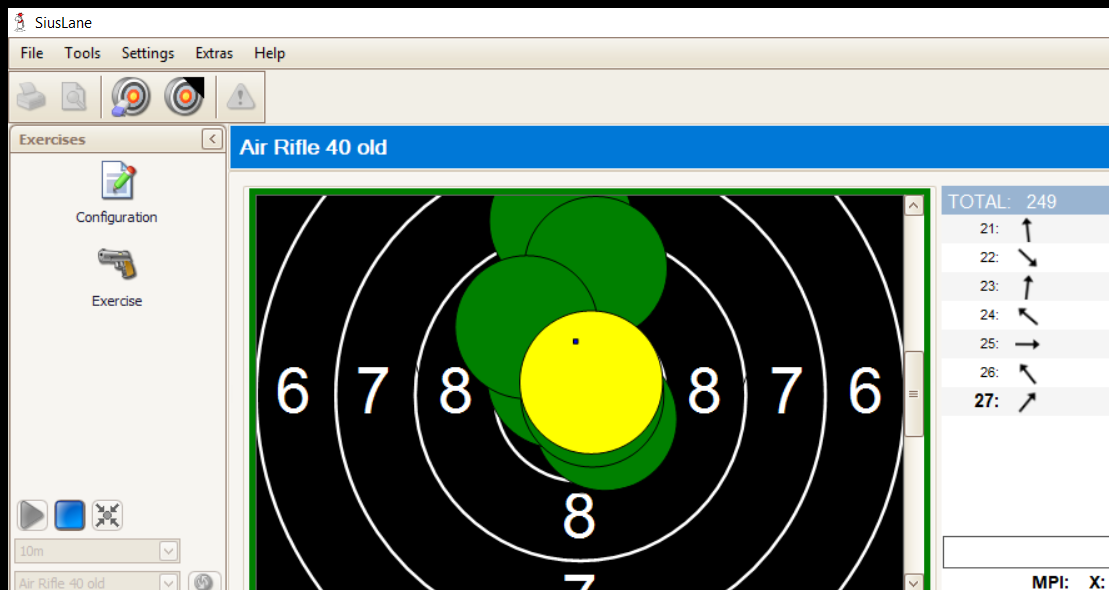 SiusLane
File Tools Settings Extras Help
Exercises
Air Rifle 40 old
Configuration
Exercise
TOTAL: 249
21:
22:
23:
24:
25:
26:
27:
6 7 8 8 7 6
8
7
10m
Air Rifle 40 old
MPI: X: